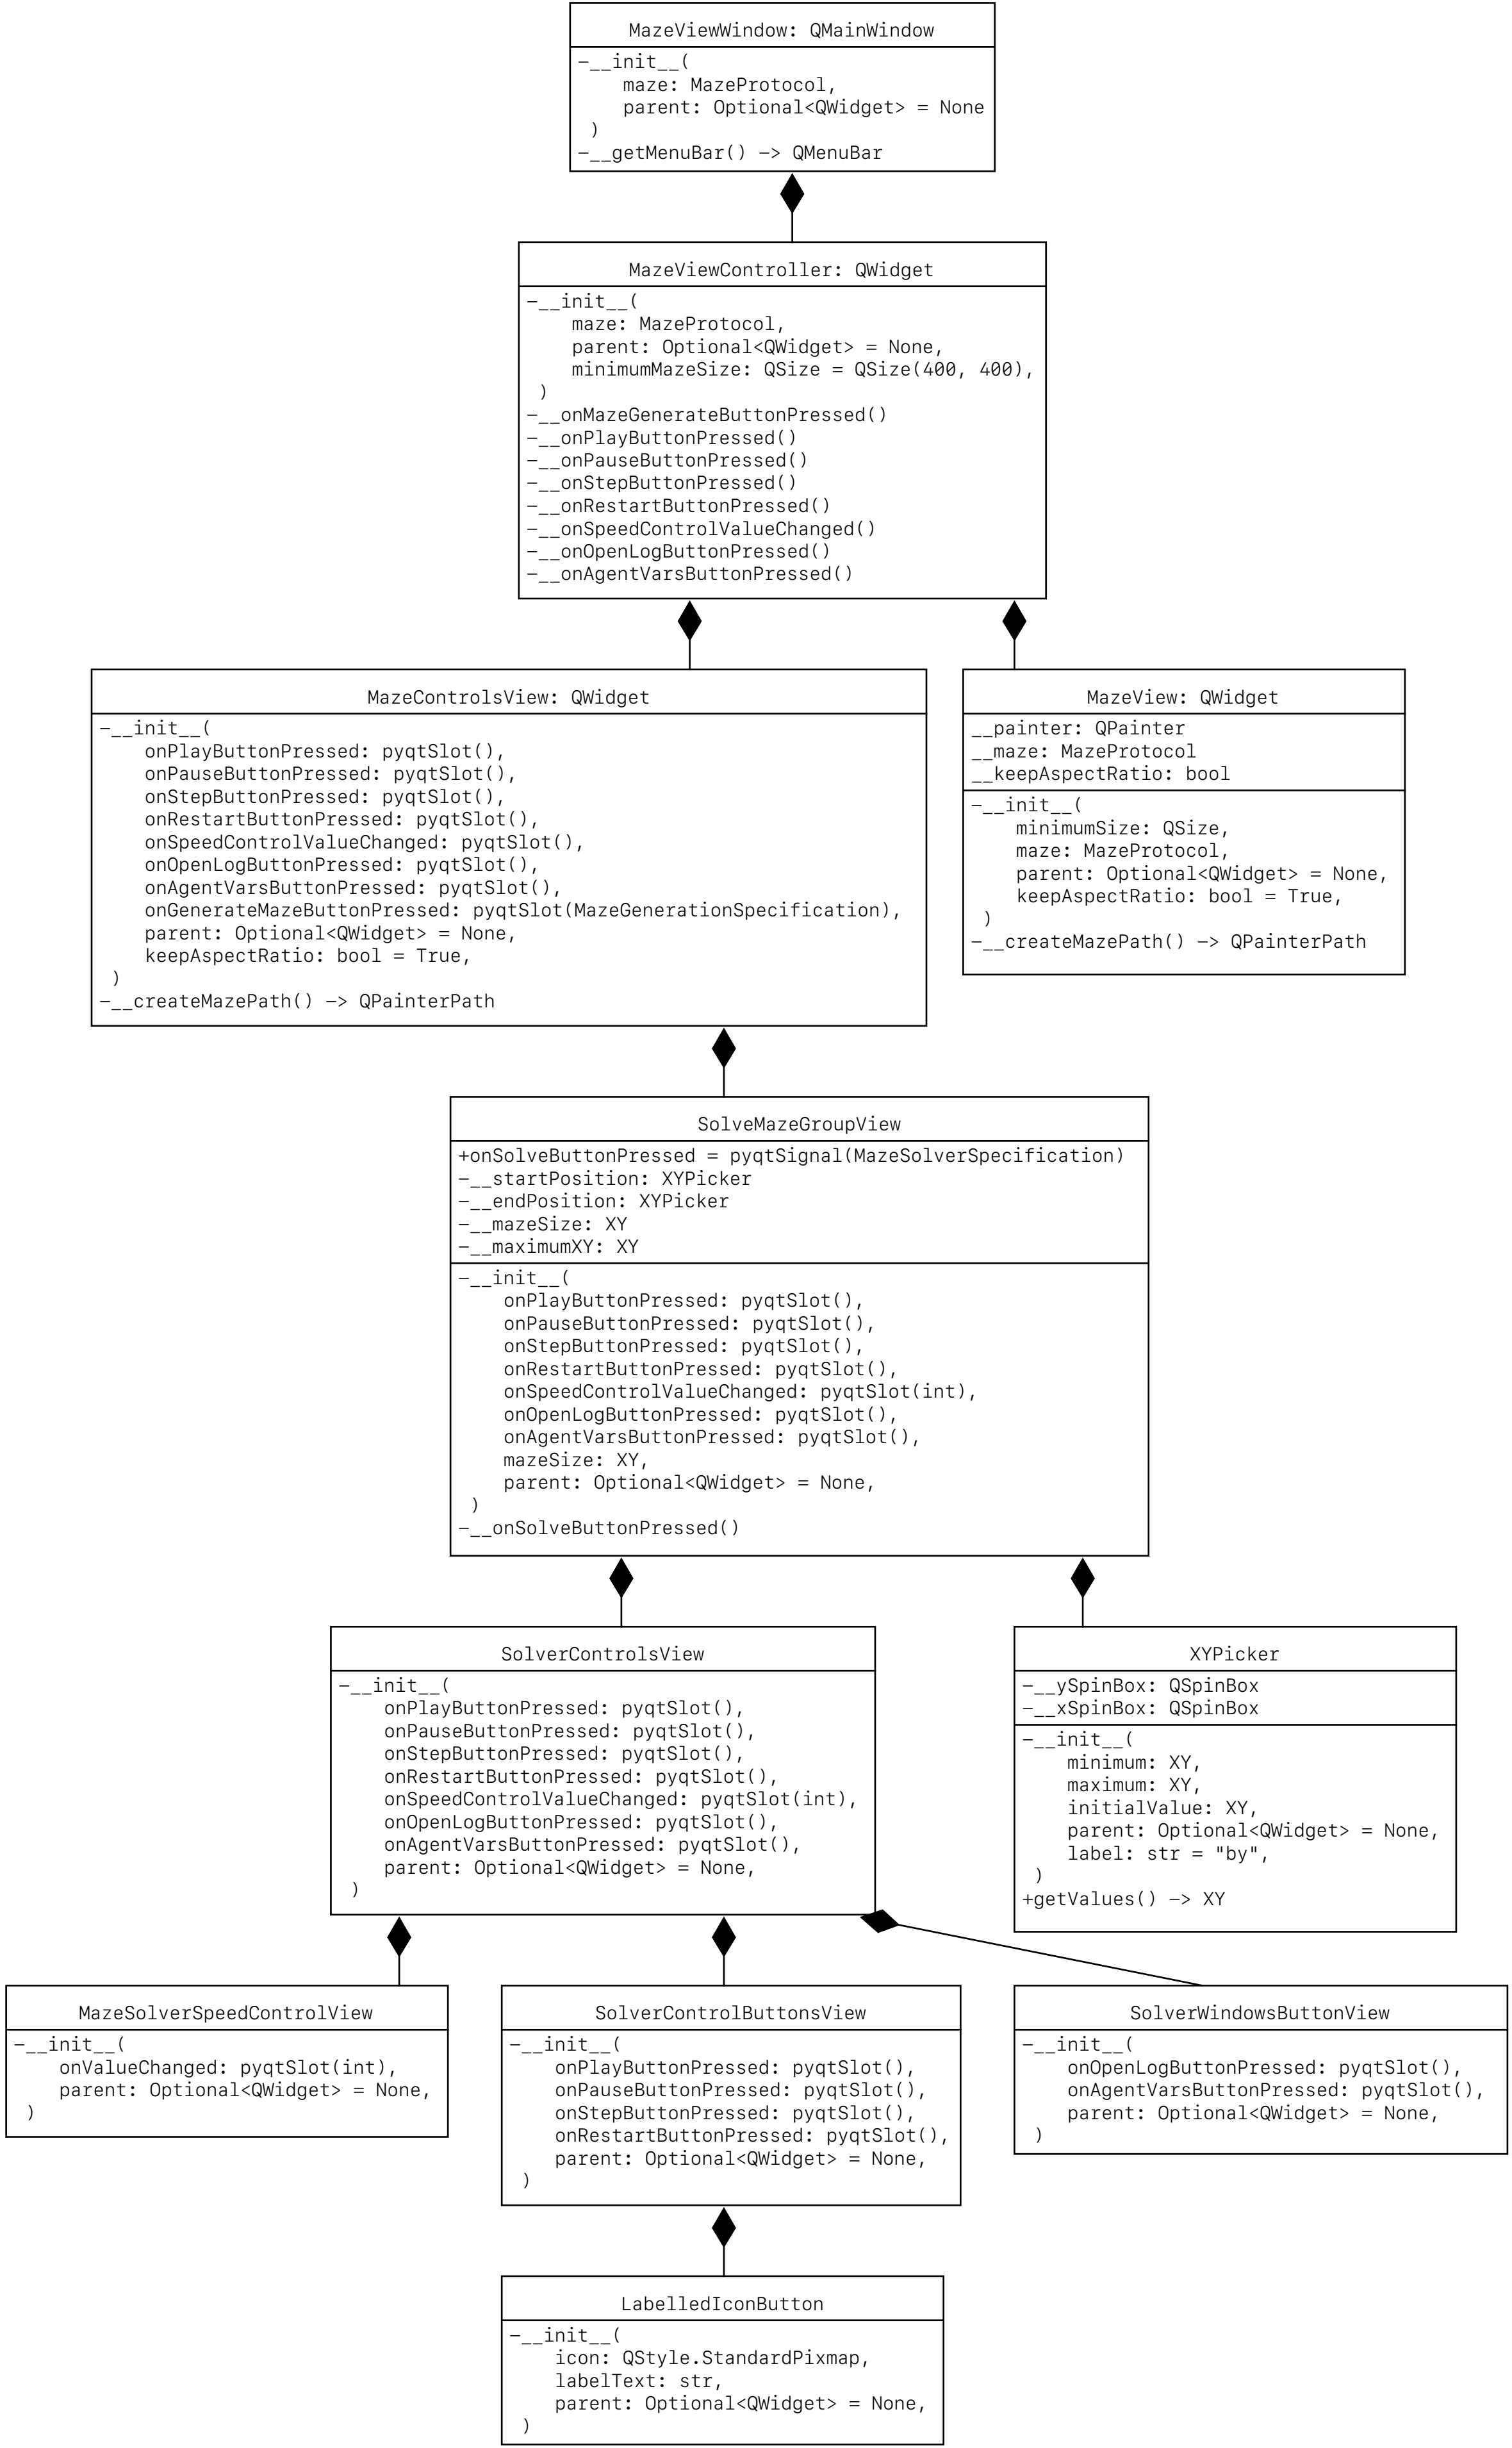 MazeViewWindow: QMainWindow
-__init__(
maze: MazeProtocol,
parent: Optional<QWidget> = None
)
-__getMenuBar() -> QMenuBar
MazeViewController: QWidget
-__init__(
maze: MazeProtocol,
parent: Optional<QWidget> = None,
minimumMazeSize: QSize = QSize(400, 400),
)
-__onMazeGenerateButtonPressed()
-__onPlayButtonPressed()
-__onPauseButtonPressed()
-__onStepButtonPressed()
-__onRestartButtonPressed()
-__onSpeedControlValueChanged()
-__onOpenLogButtonPressed()
-__onAgentVarsButtonPressed()
MazeControlsView: QWidget
-__init__(
onPlayButtonPressed: pyqtSlot(),
onPauseButtonPressed: pyqtSlot(),
onStepButtonPressed: pyqtSlot(),
onRestartButtonPressed: pyqtSlot(),
onSpeedControlValueChanged: pyqtSlot(),
onOpenLogButtonPressed: pyqtSlot(),
onAgentVarsButtonPressed: pyqtSlot(),
onGenerateMazeButtonPressed: pyqtSlot(MazeGenerationSpecification),
parent: Optional<QWidget> = None,
keepAspectRatio: bool = True,
)
-__createMazePath() -> QPainterPath
MazeView: QWidget
__painter: QPainter
__maze: MazeProtocol
__keepAspectRatio: bool
-__init__(
minimumSize: QSize,
maze: MazeProtocol,
parent: Optional<QWidget> = None,
keepAspectRatio: bool = True,
)
-__createMazePath() -> QPainterPath
SolveMazeGroupView
+onSolveButtonPressed = pyqtSignal(MazeSolverSpecification)
-__startPosition: XYPicker
-__endPosition: XYPicker
-__mazeSize: XY
-__maximumXY: XY
-__init__(
onPlayButtonPressed: pyqtSlot(),
onPauseButtonPressed: pyqtSlot(),
onStepButtonPressed: pyqtSlot(),
onRestartButtonPressed: pyqtSlot(),
onSpeedControlValueChanged: pyqtSlot(int),
onOpenLogButtonPressed: pyqtSlot(),
onAgentVarsButtonPressed: pyqtSlot(),
mazeSize: XY,
parent: Optional<QWidget> = None,
)
-__onSolveButtonPressed()
SolverControlsView
-__init__(
onPlayButtonPressed: pyqtSlot(),
onPauseButtonPressed: pyqtSlot(),
onStepButtonPressed: pyqtSlot(),
onRestartButtonPressed: pyqtSlot(),
onSpeedControlValueChanged: pyqtSlot(int),
onOpenLogButtonPressed: pyqtSlot(),
onAgentVarsButtonPressed: pyqtSlot(),
parent: Optional<QWidget> = None,
)
XYPicker
-__ySpinBox: QSpinBox
-__xSpinBox: QSpinBox
-__init__(
minimum: XY,
maximum: XY,
initialValue: XY,
parent: Optional<QWidget> = None,
label: str = "by",
)
+getValues() -> XY
MazeSolverSpeedControlView
-__init__(
onValueChanged: pyqtSlot(int),
parent: Optional<QWidget> = None,
)
SolverControlButtonsView
-__init__(
onPlayButtonPressed: pyqtSlot(),
onPauseButtonPressed: pyqtSlot(),
onStepButtonPressed: pyqtSlot(),
onRestartButtonPressed: pyqtSlot(),
parent: Optional<QWidget> = None,
)
SolverWindowsButtonView
-__init__(
onOpenLogButtonPressed: pyqtSlot(),
onAgentVarsButtonPressed: pyqtSlot(),
parent: Optional<QWidget> = None,
)
LabelledIconButton
-__init__(
icon: QStyle.StandardPixmap,
labelText: str,
parent: Optional<QWidget> = None,
)